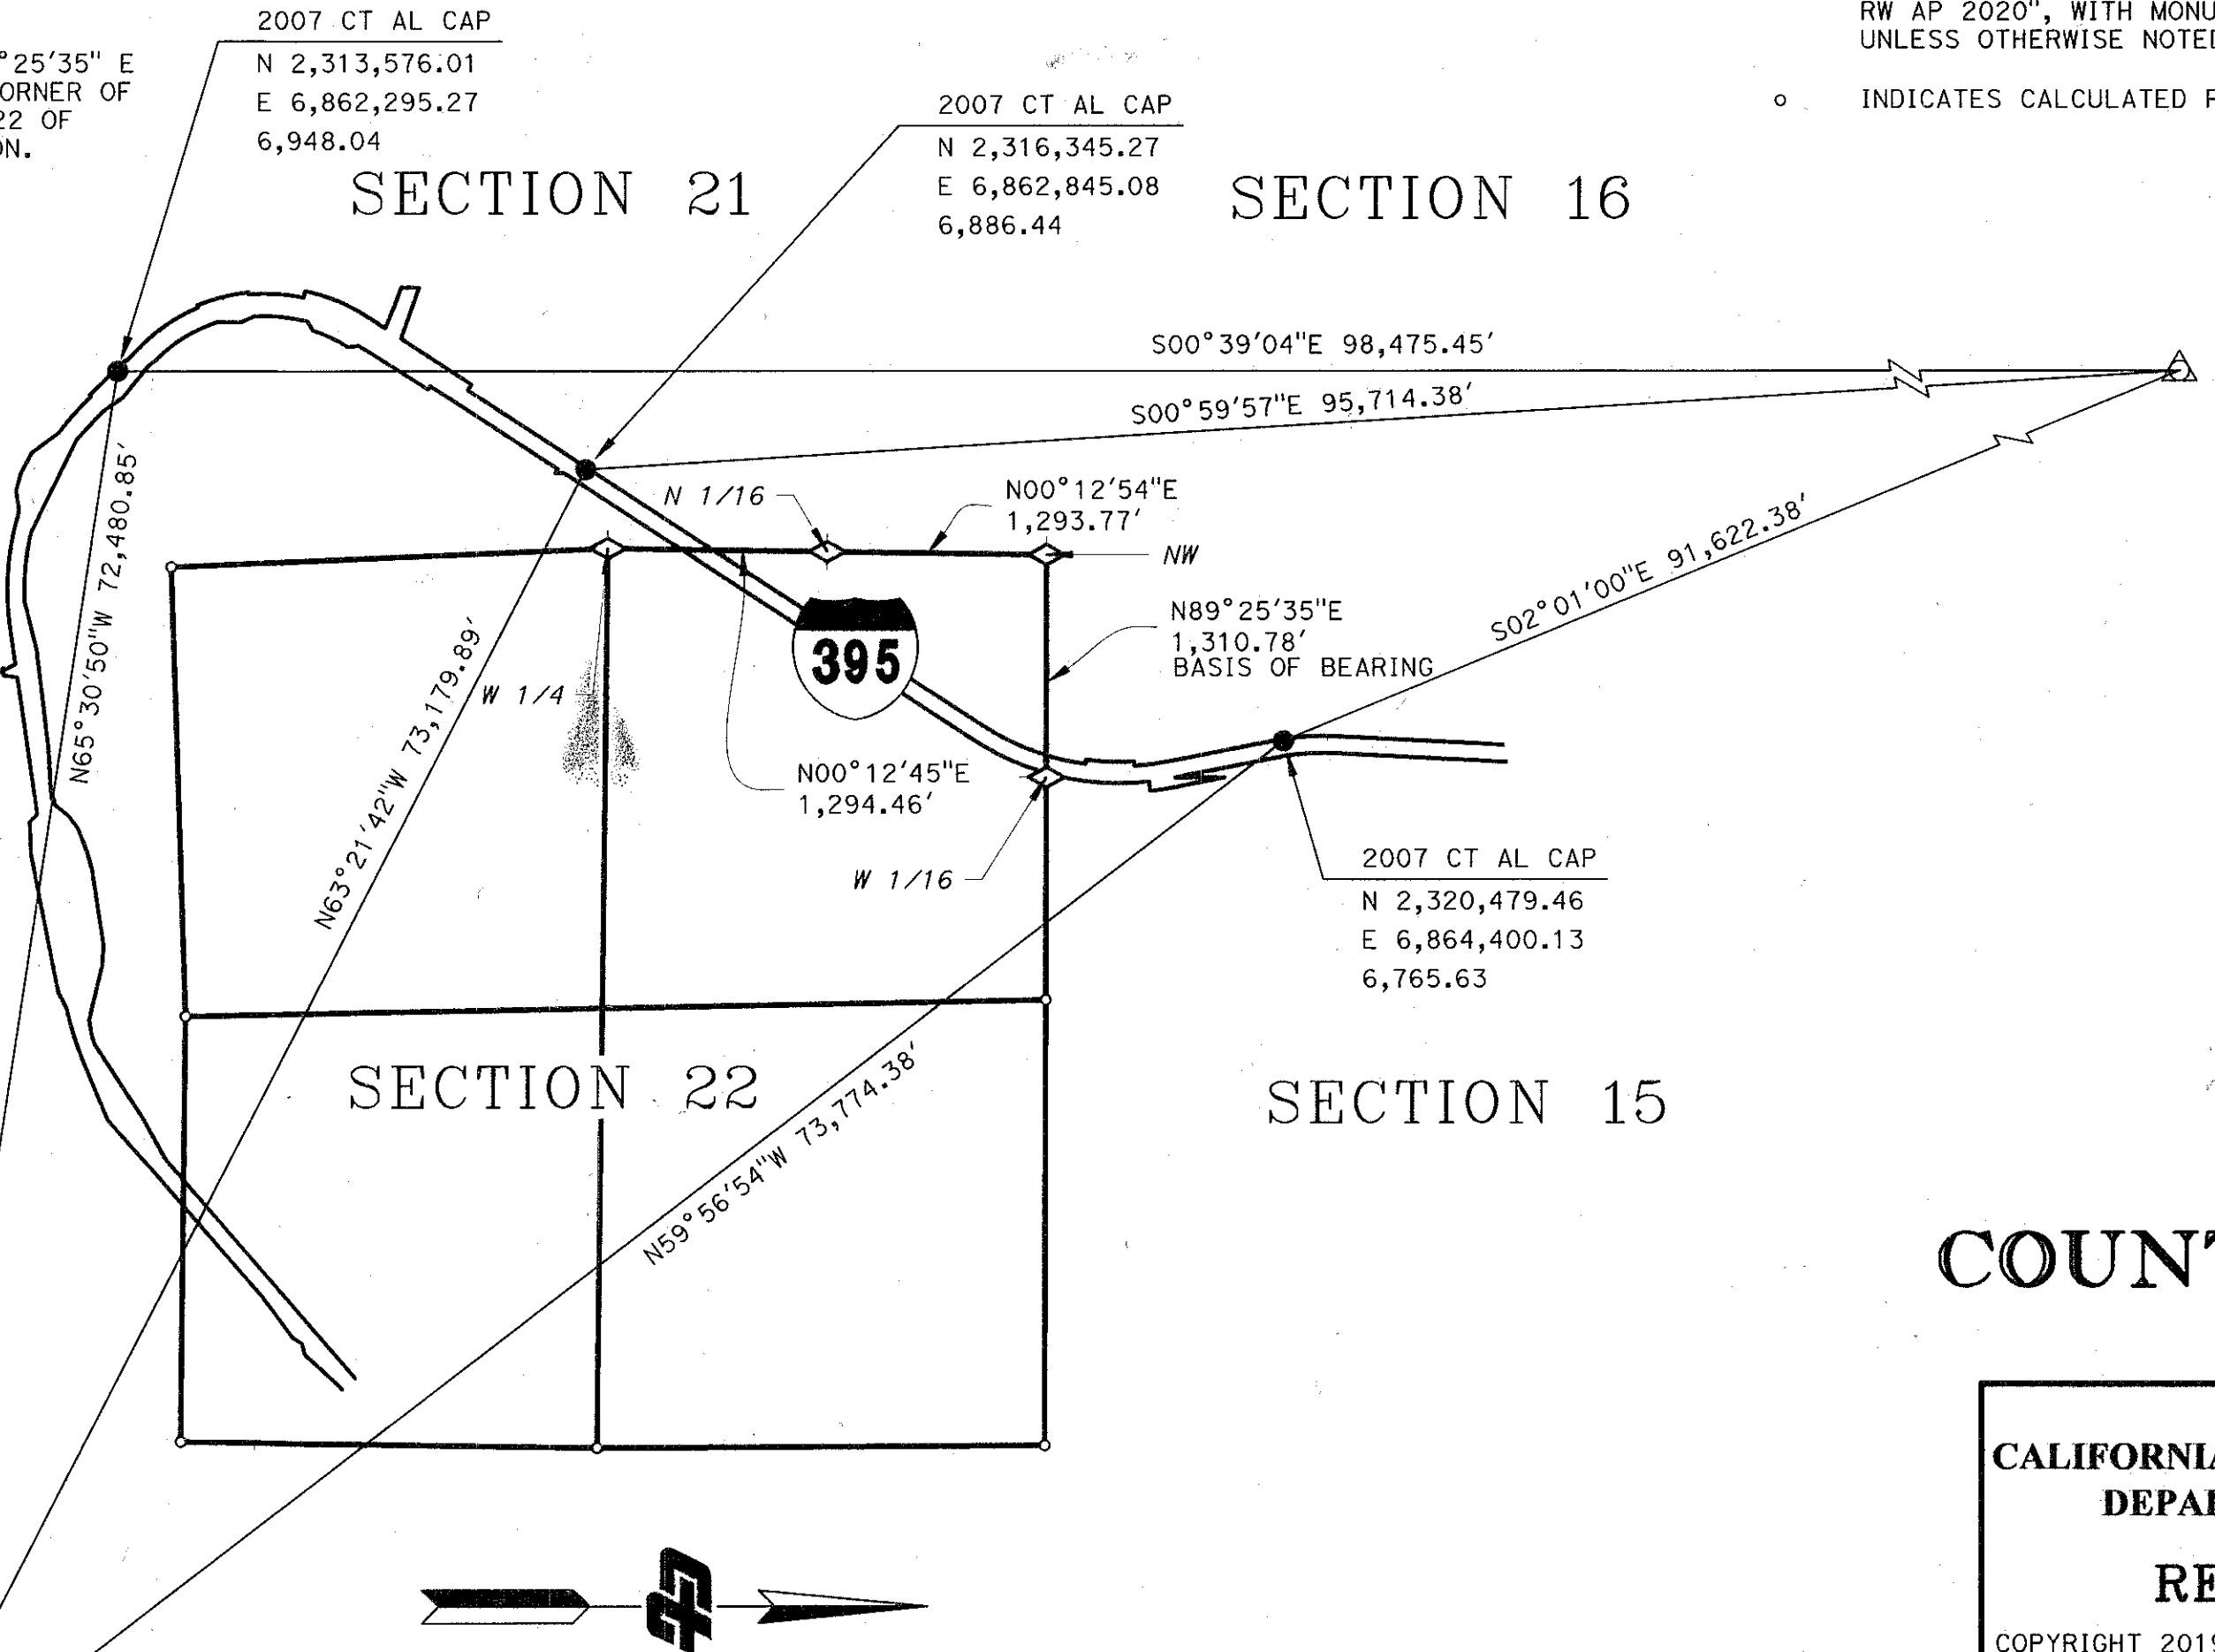 2007 CT AL CAP
N 2,313,576.01
E 6,862,295.27
6,948.04
°25'35" E
ORNER OF
22 OF
ON.
2007 CT AL CAP
N 2,316,345.27
E 6,862,845.08
6,886.44
RW AP 2020", WITH MONU
UNLESS OTHERWISE NOTED
INDICATES CALCULATED P
SECTION 21
SECTION 16
S00°39'04"E 98,475.45'
S00°59'57"E 95,714.38'
S02°01'00"E 91,622.38'
N65°30'50"W 72,480.85'
N 1/16
N00°12'54"E
1,293.77'
NW
N89°25'35"E
1,310.78'
BASIS OF BEARING
395
W 1/4
N63°21'42"W 73,179.89'
N00°12'45"E
1,294.46'
W 1/16
2007 CT AL CAP
N 2,320,479.46
E 6,864,400.13
6,765.63
SECTION 22
SECTION 15
N59°56'54"W 73,774.38'
COUNT
CALIFORNIA
DEPAR
RE
COPYRIGHT 2019